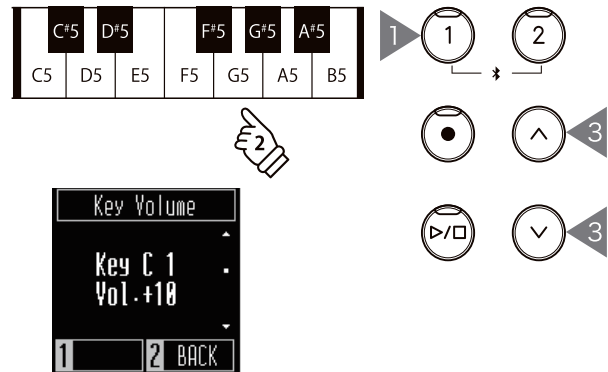 C#5 D#5 F#5 G#5 A#5
C5 D5 E5 F5 G5 A5 B5
2
1
1 2
3
3
Key Volume
Key C 1
Vol.+10
1 2 BACK